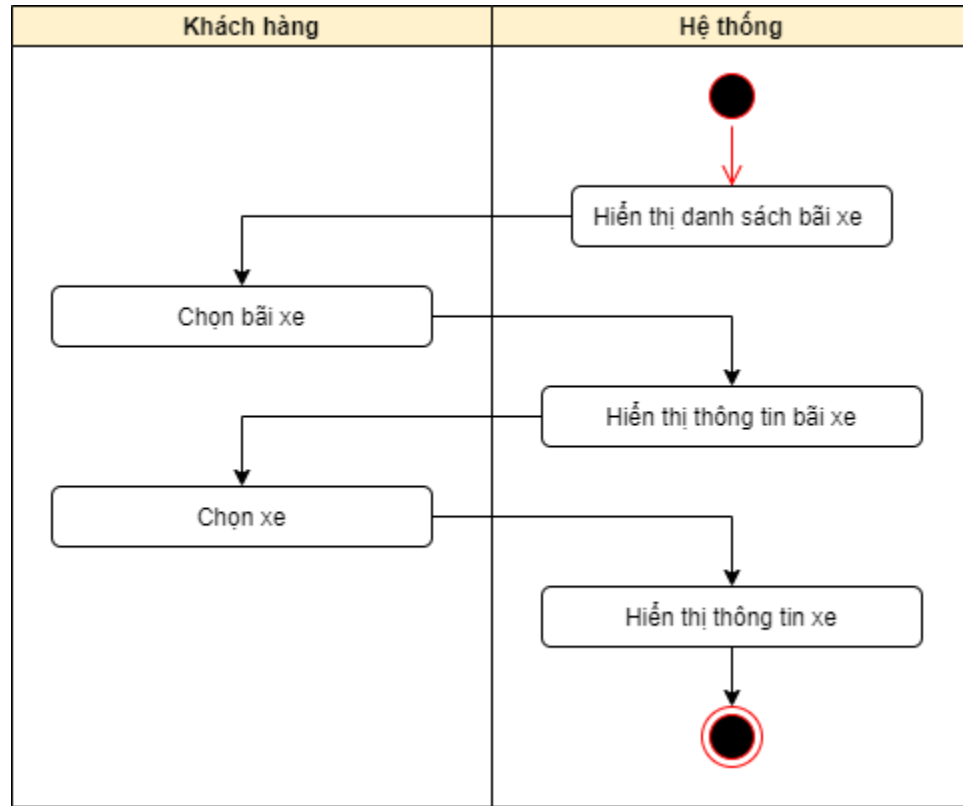 Khách hàng
Hệ thống
Hiển thị danh sách bãi xe
Chọn bãi xe
Hiển thị thông tin bãi xe
Chọn xe
Hiển thị thông tin xe